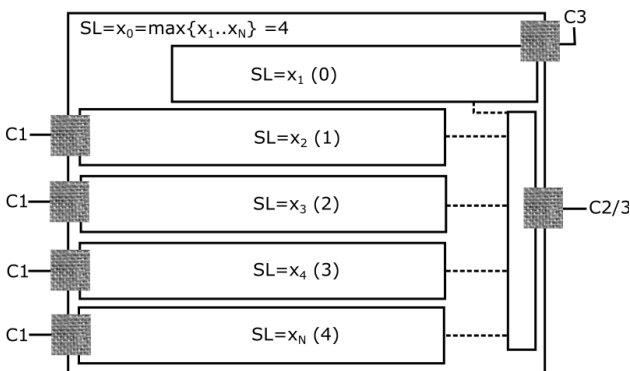 SL=x₀=max{x₁..x_N} =4
C3
SL=x₁ (0)
C1
SL=x₂ (1)
C1
SL=x₃ (2)
C2/3
C1
SL=x₄ (3)
C1
SL=x_N (4)